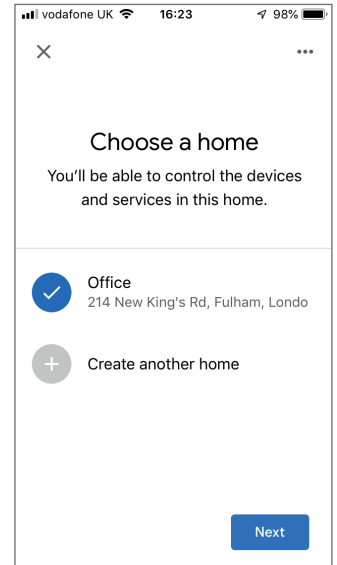 vodafone UK 16:23 98%
Choose a home
You'll be able to control the devices
and services in this home.
Office
214 New King's Rd, Fulham, Londo
Create another home
Next